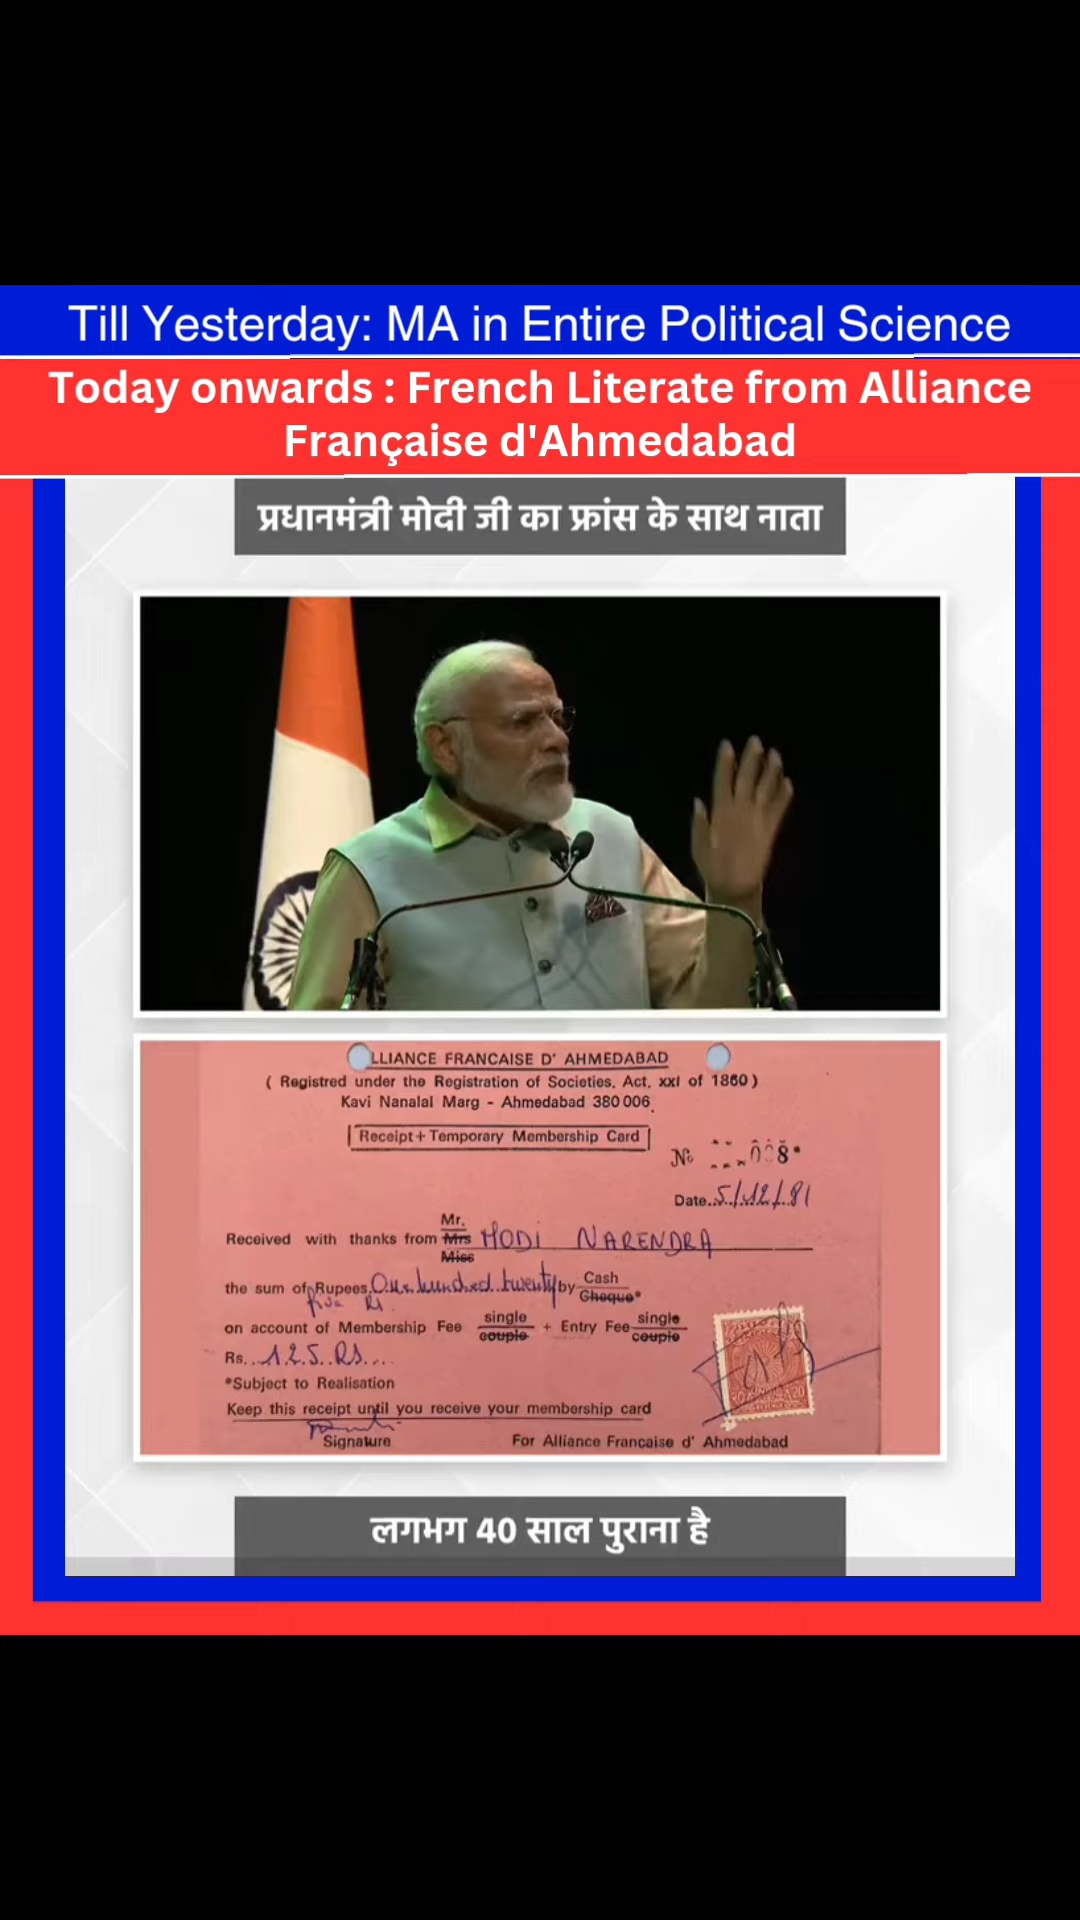 Till Yesterday: MA in Entire Political Science
Today onwards : French Literate from Alliance
Française d'Ahmedabad
प्रधानमंत्री मोदी जी का फ्रांस के साथ नाता
LLIANCE FRANCAISE D' AHMEDABAD
( Registred under the Registration of Societies, Act, xxI of 1860 )
Kavi Nanalal Marg - Ahmedabad 380 006.
Receipt + Temporary Membership Card
Date..5/12/81
Mr.
Received with thanks from Mrs MODI NARENDRA
Miss
the sum of Rupees One hundred twenty by Cash
five Rs. Cheque*
on account of Membership Fee single couple + Entry Fee single couple
Rs...125 RS....
*Subject to Realisation
Keep this receipt until you receive your membership card
Signature For Alliance Francaise d' Ahmedabad
लगभग 40 साल पुराना है